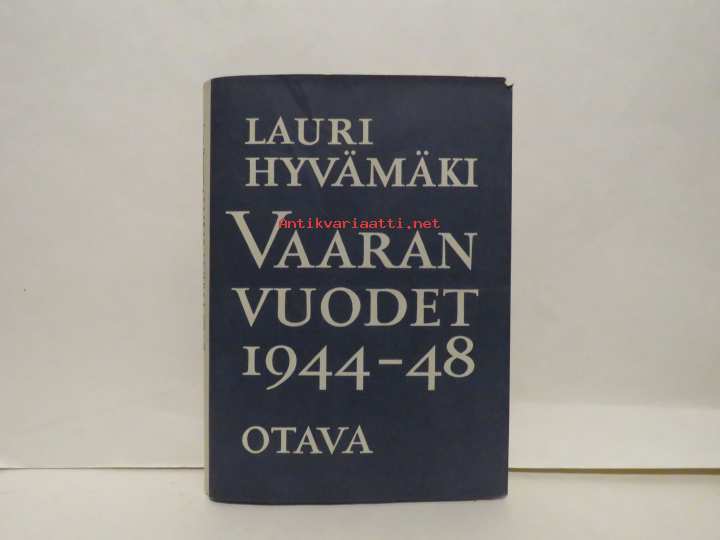 LAURI
HYVÄMÄKI
Antikvariaatti.net
VAARAN
VUODET
1944–48
OTAVA